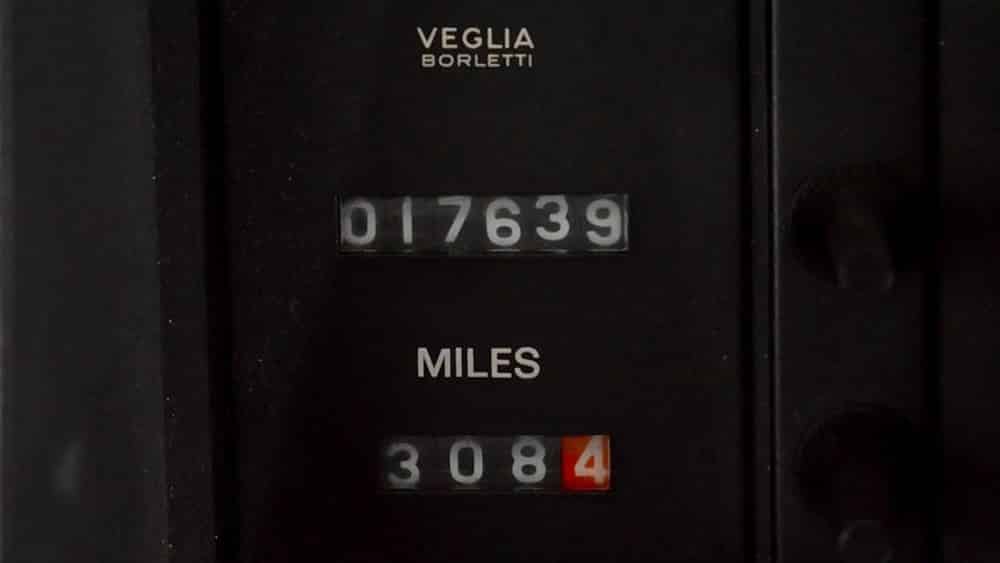 VEGLIA
BORLETTI
017639
MILES
3084